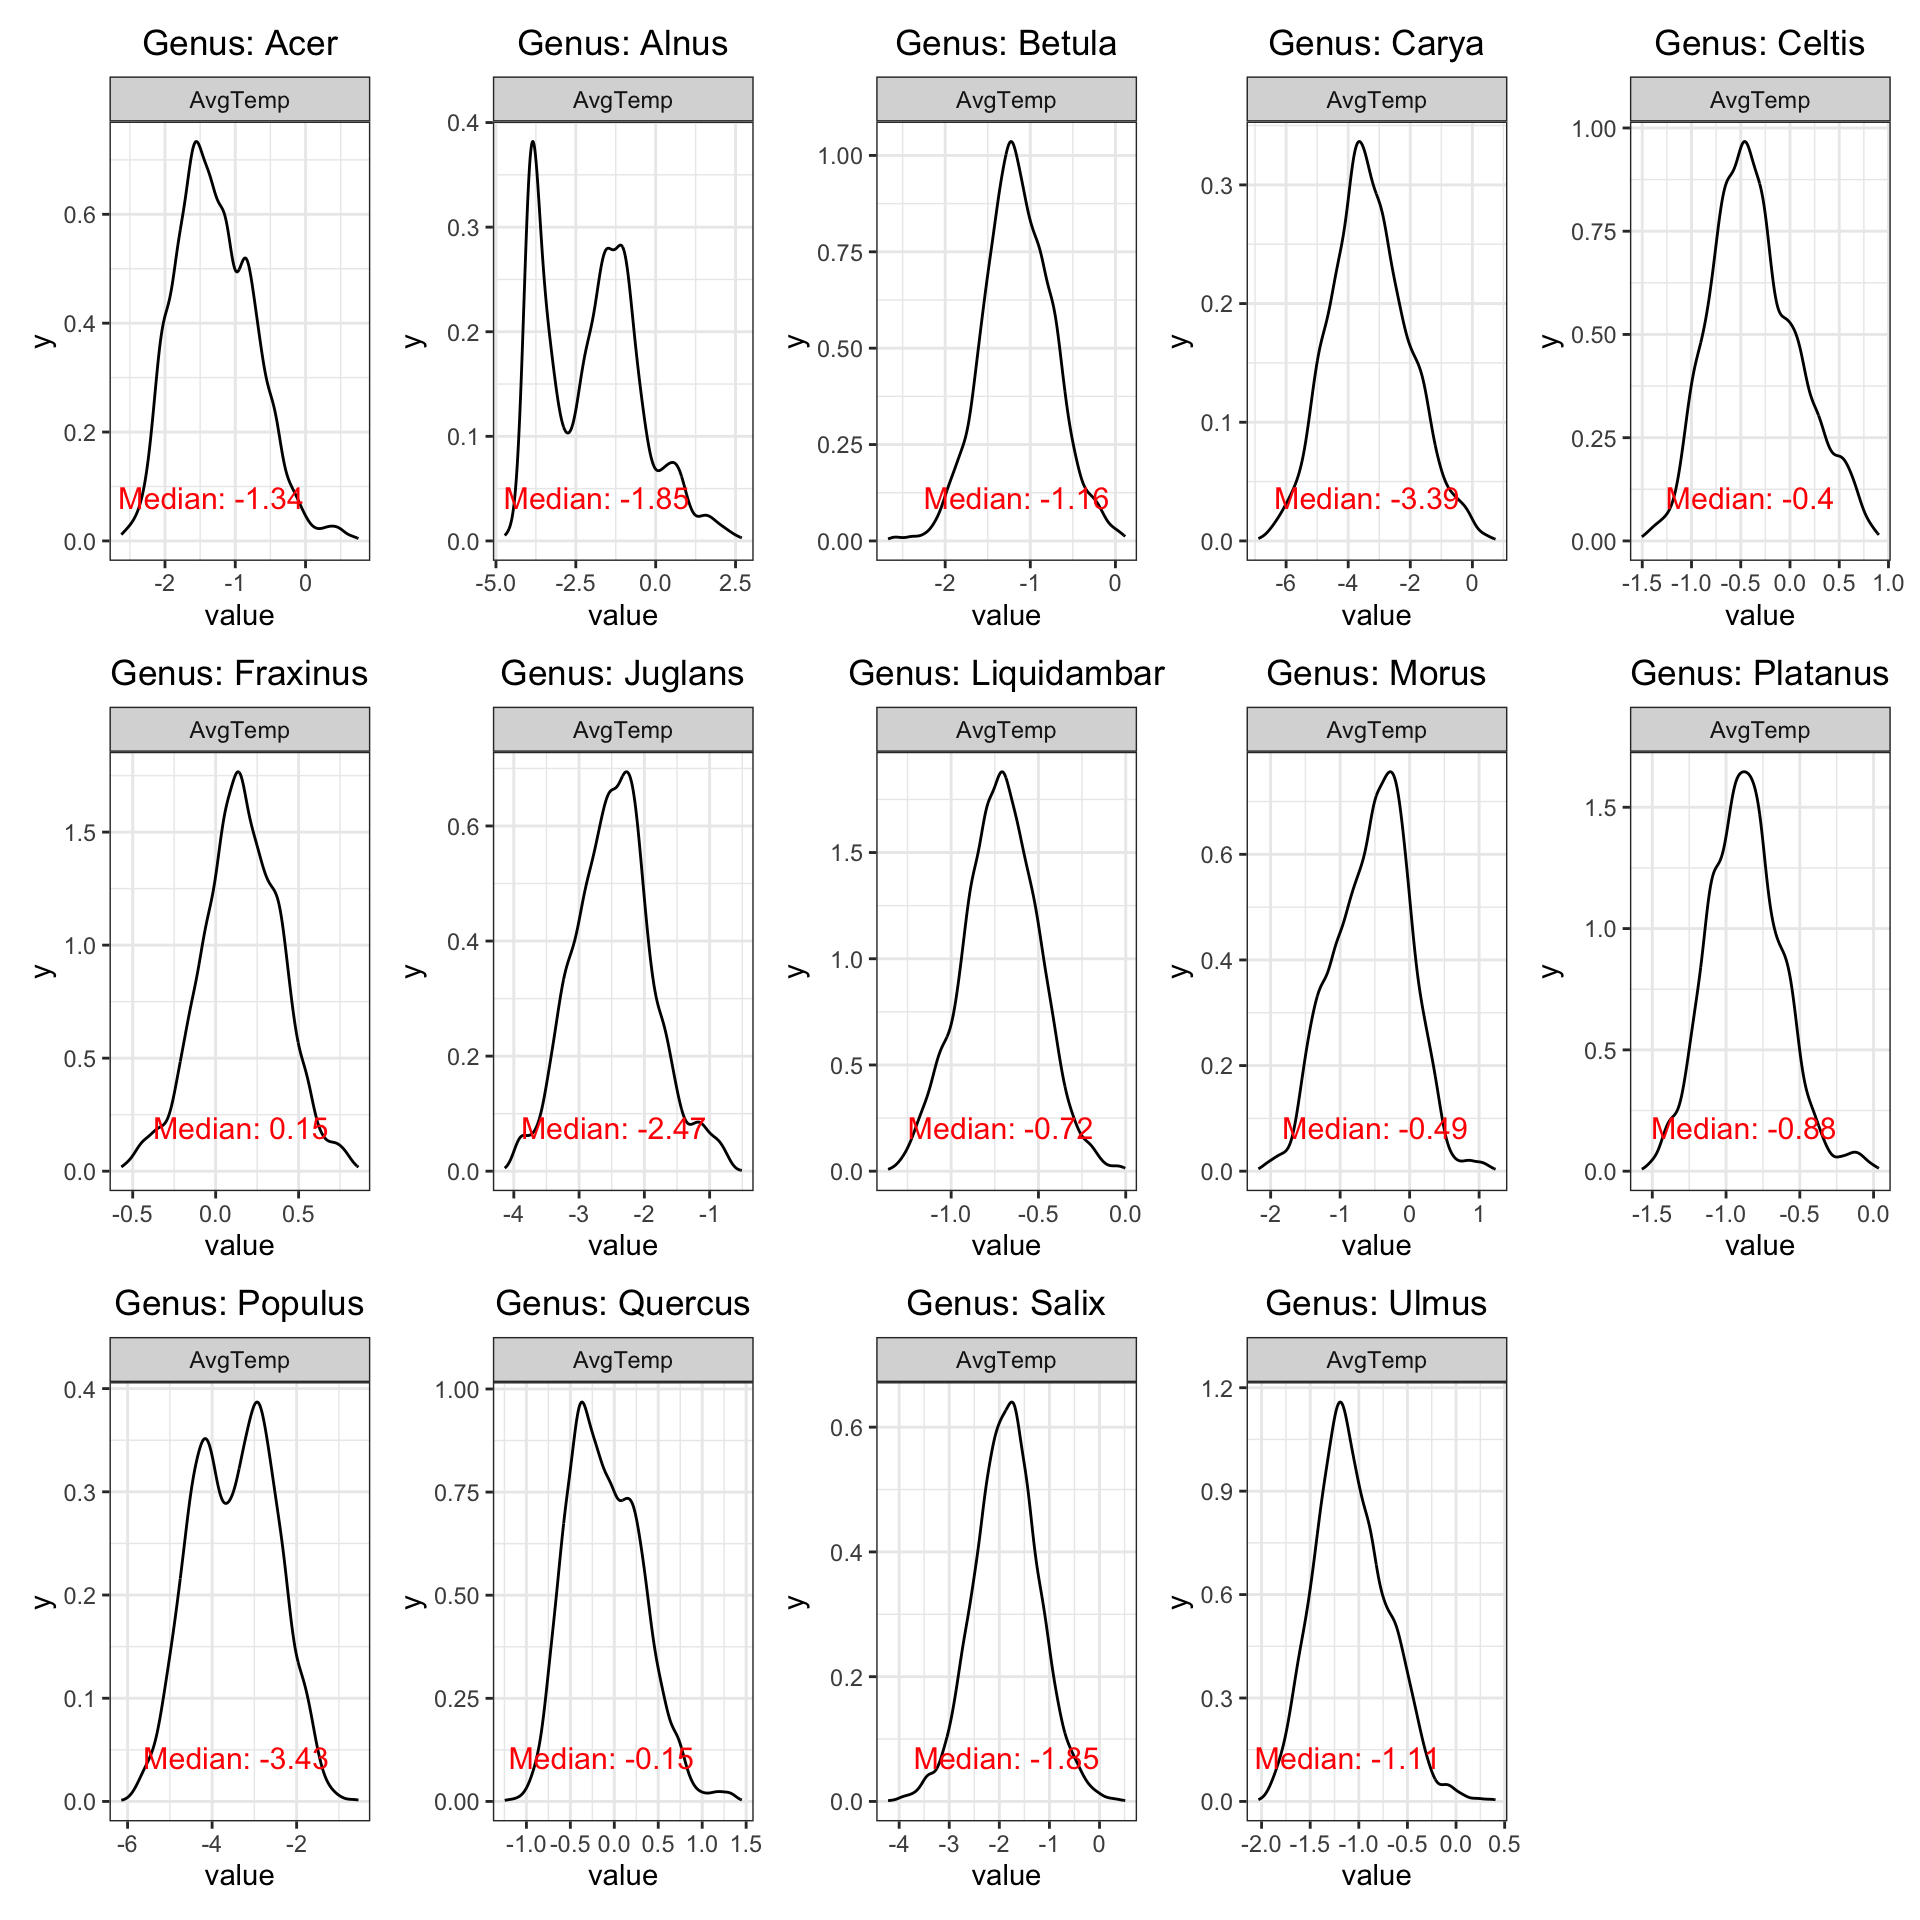 Genus: Acer
AvgTemp
0.6
0.4
0.2
0.0
y
Median: -1.34
-2 -1 0
value
Genus: Alnus
AvgTemp
0.4
0.3
0.2
0.1
0.0
y
Median: -1.85
-5.0 -2.5 0.0 2.5
value
Genus: Betula
AvgTemp
1.00
0.75
0.50
0.25
0.00
y
Median: -1.16
-2 -1 0
value
Genus: Carya
AvgTemp
0.3
0.2
0.1
0.0
y
Median: -3.39
-6 -4 -2 0
value
Genus: Celtis
AvgTemp
1.00
0.75
0.50
0.25
0.00
y
Median: -0.4
-1.5 -1.0 -0.5 0.0 0.5 1.0
value
Genus: Fraxinus
AvgTemp
1.5
1.0
0.5
0.0
y
Median: 0.15
-0.5 0.0 0.5
value
Genus: Juglans
AvgTemp
0.6
0.4
0.2
0.0
y
Median: -2.47
-4 -3 -2 -1
value
Genus: Liquidambar
AvgTemp
1.5
1.0
0.5
0.0
y
Median: -0.72
-1.0 -0.5 0.0
value
Genus: Morus
AvgTemp
0.6
0.4
0.2
0.0
y
Median: -0.49
-2 -1 0 1
value
Genus: Platanus
AvgTemp
1.5
1.0
0.5
0.0
y
Median: -0.88
-1.5 -1.0 -0.5 0.0
value
Genus: Populus
AvgTemp
0.4
0.3
0.2
0.1
0.0
y
Median: -3.43
-6 -4 -2
value
Genus: Quercus
AvgTemp
1.00
0.75
0.50
0.25
0.00
y
Median: -0.15
-1.0 -0.5 0.0 0.5 1.0 1.5
value
Genus: Salix
AvgTemp
0.6
0.4
0.2
0.0
y
Median: -1.85
-4 -3 -2 -1 0
value
Genus: Ulmus
AvgTemp
1.2
0.9
0.6
0.3
0.0
y
Median: -1.11
-2.0 -1.5 -1.0 -0.5 0.0 0.5
value